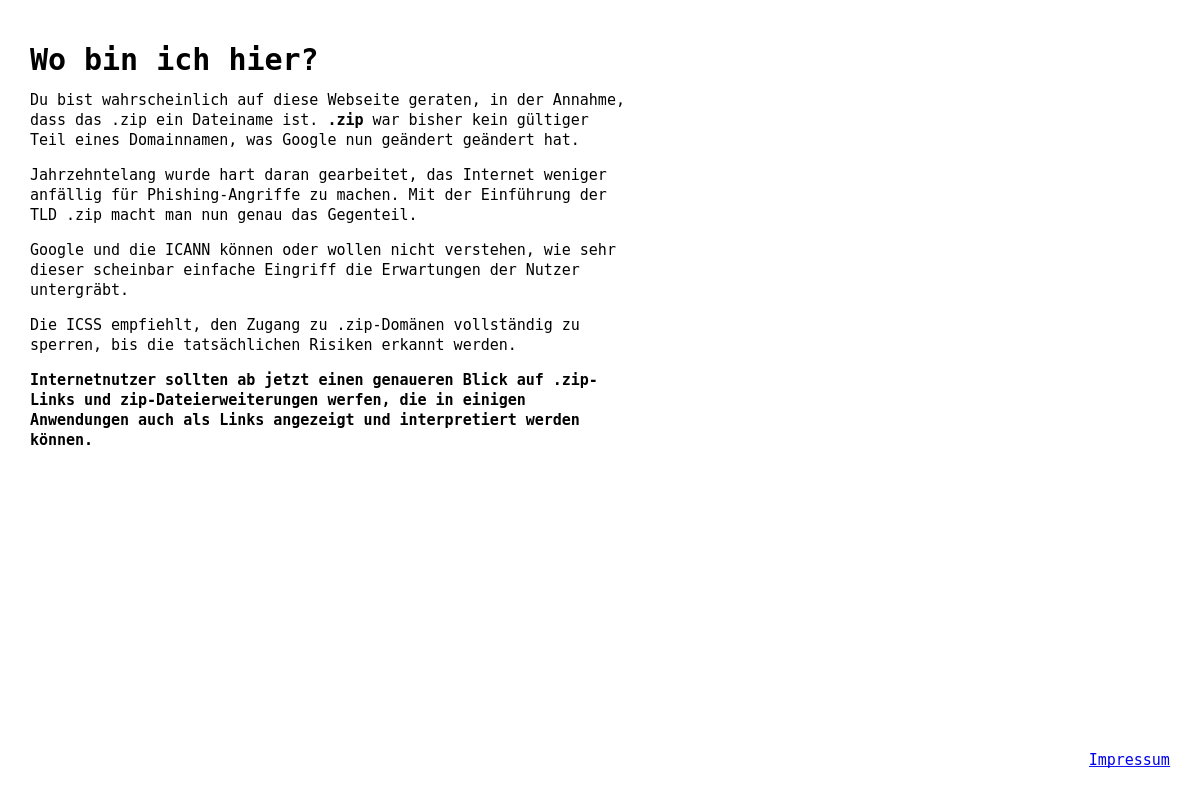 Wo bin ich hier?
Du bist wahrscheinlich auf diese Webseite geraten, in der Annahme,
dass das .zip ein Dateiname ist. .zip war bisher kein gültiger
Teil eines Domainnamen, was Google nun geändert geändert hat.
Jahrzehntelang wurde hart daran gearbeitet, das Internet weniger
anfällig für Phishing-Angriffe zu machen. Mit der Einführung der
TLD .zip macht man nun genau das Gegenteil.
Google und die ICANN können oder wollen nicht verstehen, wie sehr
dieser scheinbar einfache Eingriff die Erwartungen der Nutzer
untergräbt.
Die ICSS empfiehlt, den Zugang zu .zip-Domänen vollständig zu
sperren, bis die tatsächlichen Risiken erkannt werden.
Internetnutzer sollten ab jetzt einen genaueren Blick auf .zip-
Links und zip-Dateierweiterungen werfen, die in einigen
Anwendungen auch als Links angezeigt und interpretiert werden
können.
Impressum